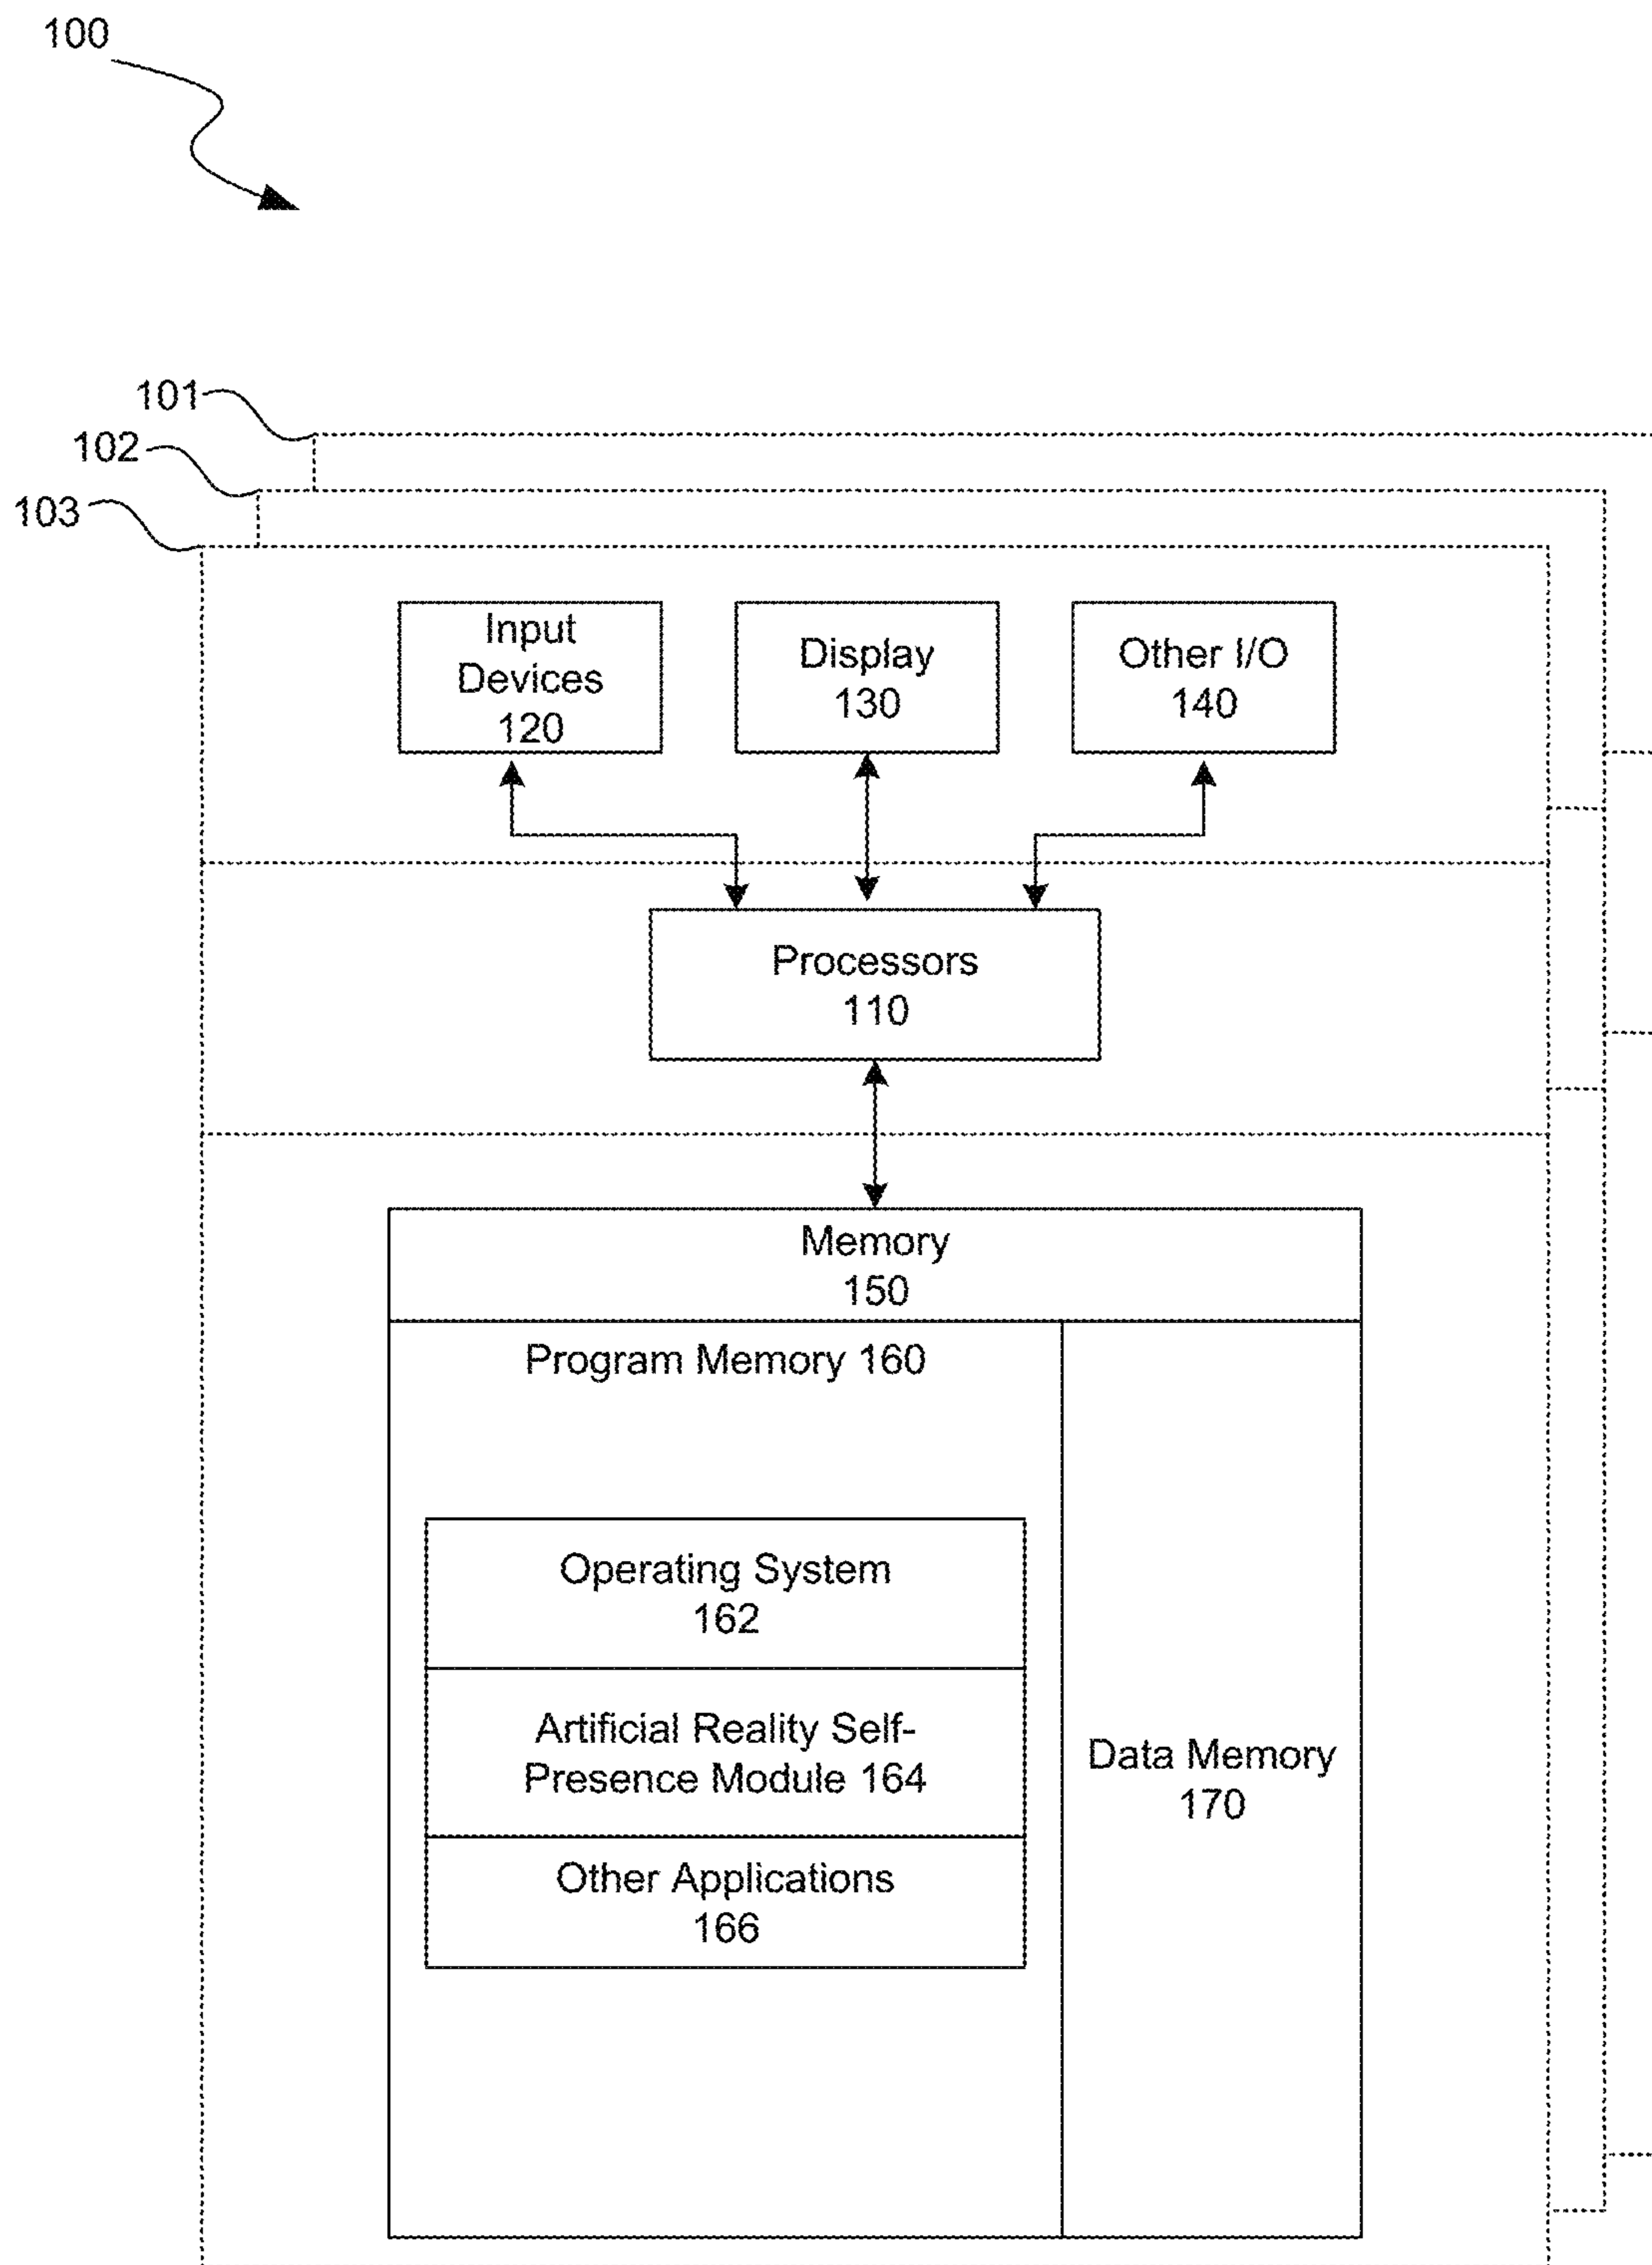 100
101
102
103
Input
Devices
120
Display
130
Other I/O
140
Processors
110
Memory
150
Program Memory 160
Operating System
162
Artificial Reality Self-
Presence Module 164
Other Applications
166
Data Memory
170